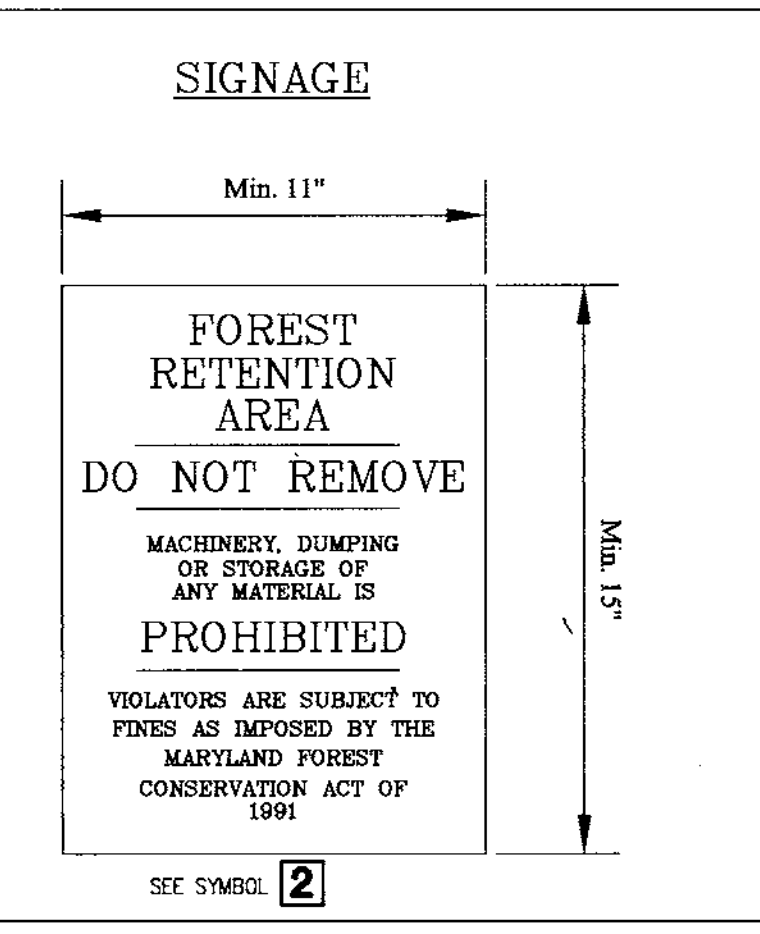 SIGNAGE
Min. 11"
FOREST
RETENTION
AREA
DO NOT REMOVE
MACHINERY, DUMPING
OR STORAGE OF
ANY MATERIAL IS
PROHIBITED
VIOLATORS ARE SUBJECT TO
FINES AS IMPOSED BY THE
MARYLAND FOREST
CONSERVATION ACT OF
1991
Min. 15"
SEE SYMBOL 2